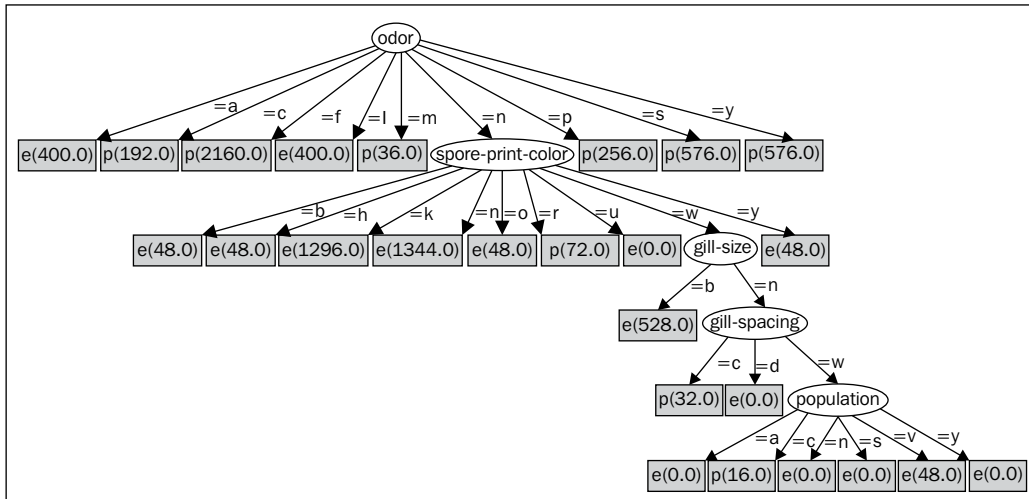 odor
=a =c =f =l =m =n =p =s =y
e(400.0) p(192.0) p(2160.0) e(400.0) p(36.0) spore-print-color p(256.0) p(576.0) p(576.0)
=b =h =k =n =o =r =u =w =y
e(48.0) e(48.0) e(1296.0) e(1344.0) e(48.0) p(72.0) e(0.0) gill-size e(48.0)
=b =n
e(528.0) gill-spacing
=c =d =w
p(32.0) e(0.0) population
=a =c =n =s =v =y
e(0.0) p(16.0) e(0.0) e(0.0) e(48.0) e(0.0)